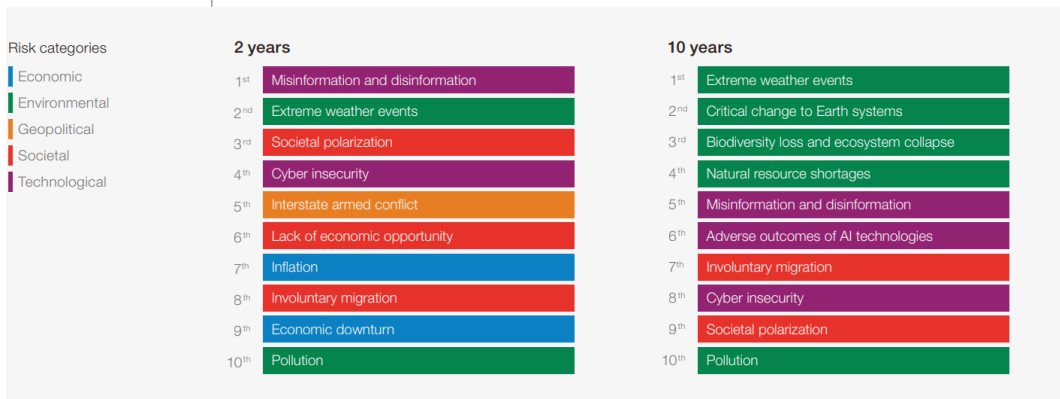 Risk categories
Economic
Environmental
Geopolitical
Societal
Technological
2 years
1st Misinformation and disinformation
2nd Extreme weather events
3rd Societal polarization
4th Cyber insecurity
5th Interstate armed conflict
6th Lack of economic opportunity
7th Inflation
8th Involuntary migration
9th Economic downturn
10th Pollution
10 years
1st Extreme weather events
2nd Critical change to Earth systems
3rd Biodiversity loss and ecosystem collapse
4th Natural resource shortages
5th Misinformation and disinformation
6th Adverse outcomes of AI technologies
7th Involuntary migration
8th Cyber insecurity
9th Societal polarization
10th Pollution